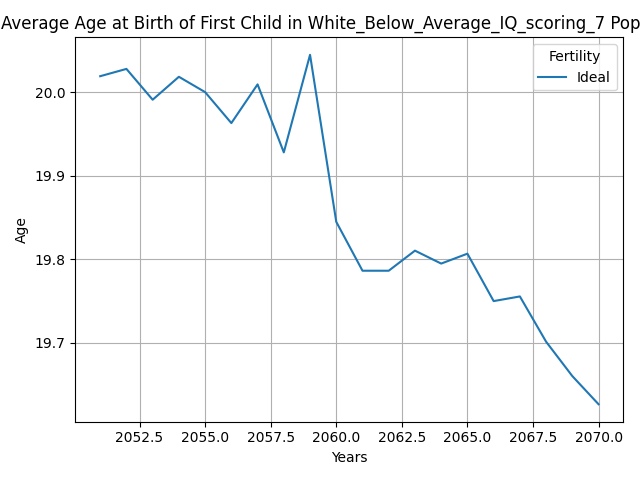 Average Age at Birth of First Child in White_Below_Average_IQ_scoring_7 Pop
Fertility
Ideal
20.0
19.9
19.8
19.7
Age
2052.5 2055.0 2057.5 2060.0 2062.5 2065.0 2067.5 2070.0
Years